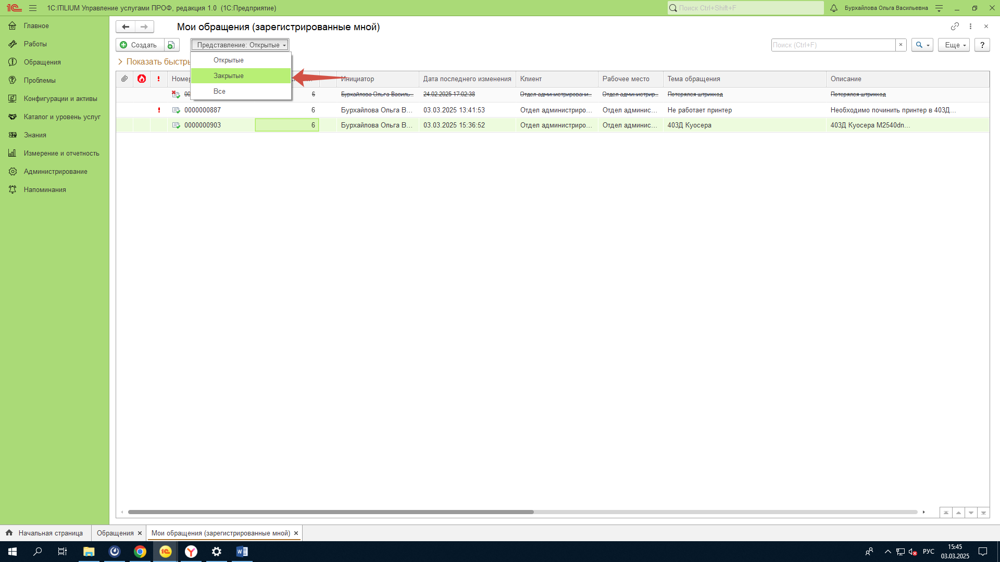 1С:ITILIUM Управление услугами ПРОФ, редакция 1.0 (1С:Предприятие)
Поиск Ctrl+Shift+F
Бурхайлова Ольга Васильевна
Главное
Работы
Обращения
Проблемы
Конфигурации и активы
Каталог и уровень услуг
Знания
Измерение и отчетность
Администрирование
Напоминания
Мои обращения (зарегистрированные мной)
Создать
Представление: Открытые
Поиск (Ctrl+F)
×
Еще
?
Открытые
Закрытые
Все
Показать быстры
Номер Инициатор Дата последнего изменения Клиент Рабочее место Тема обращения Описание
00 6 Бурхайлова Ольга Василь... 24.02.2025 17:02:38 Отдел администрировани... Отдел администрир... Потерялся штрихкод Потерялся штрихкод
0000000887 6 Бурхайлова Ольга В... 03.03.2025 13:41:53 Отдел администриро... Отдел админис... Не работает принтер Необходимо починить принтер в 403Д...
0000000903 6 Бурхайлова Ольга В... 03.03.2025 15:36:52 Отдел администриро... Отдел админис... 403Д Куосера 403Д Куосера M2540dn...
Начальная страница
Обращения ×
Мои обращения (зарегистрированные мной) ×
РУС
15:45
03.03.2025